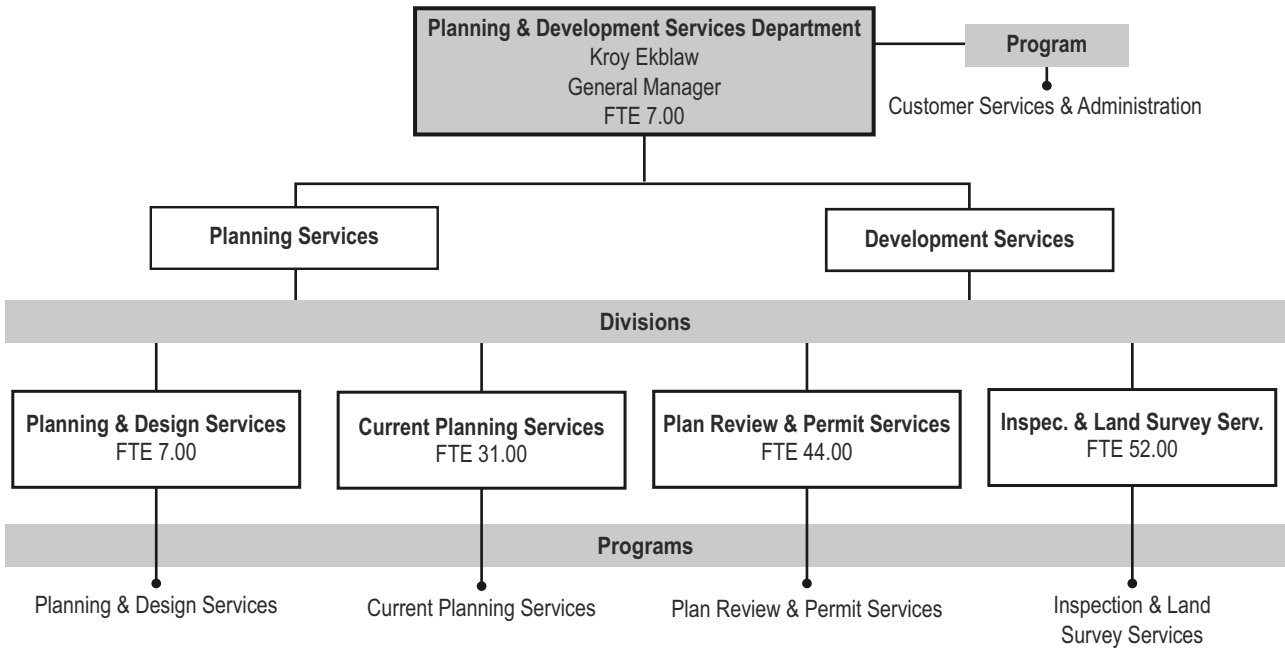 Planning & Development Services Department
Kroy Ekblaw
General Manager
FTE 7.00
Program
Customer Services & Administration
Planning Services
Development Services
Divisions
Planning & Design Services
FTE 7.00
Current Planning Services
FTE 31.00
Plan Review & Permit Services
FTE 44.00
Inspec. & Land Survey Serv.
FTE 52.00
Programs
Planning & Design Services
Current Planning Services
Plan Review & Permit Services
Inspection & Land
Survey Services